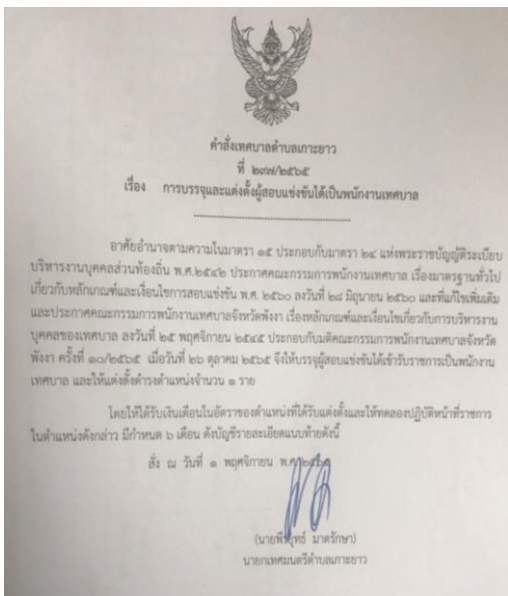 คำสั่งเทศบาลตำบลเกาะยาว
ที่ ๒๙๗/๒๕๖๕
เรื่อง การบรรจุและแต่งตั้งผู้สอบแข่งขันได้เป็นพนักงานเทศบาล
อาศัยอำนาจตามความในมาตรา ๑๕ ประกอบกับมาตรา ๒๔ แห่งพระราชบัญญัติระเบียบ
บริหารงานบุคคลส่วนท้องถิ่น พ.ศ.๒๕๔๒ ประกาศคณะกรรมการพนักงานเทศบาล เรื่องมาตรฐานทั่วไป
เกี่ยวกับหลักเกณฑ์และเงื่อนไขการสอบแข่งขัน พ.ศ. ๒๕๖๐ ลงวันที่ ๒๘ มิถุนายน ๒๕๖๐ และที่แก้ไขเพิ่มเติม
และประกาศคณะกรรมการพนักงานเทศบาลจังหวัดพังงา เรื่องหลักเกณฑ์และเงื่อนไขเกี่ยวกับการบริหารงาน
บุคคลของเทศบาล ลงวันที่ ๒๕ พฤศจิกายน ๒๕๔๕ ประกอบกับมติคณะกรรมการพนักงานเทศบาลจังหวัด
พังงา ครั้งที่ ๑๐/๒๕๖๕ เมื่อวันที่ ๒๖ ตุลาคม ๒๕๖๕ จึงให้บรรจุผู้สอบแข่งขันได้เข้ารับราชการเป็นพนักงาน
เทศบาล และให้แต่งตั้งดำรงตำแหน่งจำนวน ๑ ราย
โดยให้ได้รับเงินเดือนในอัตราของตำแหน่งที่ได้รับแต่งตั้งและให้ทดลองปฏิบัติหน้าที่ราชการ
ในตำแหน่งดังกล่าว มีกำหนด ๖ เดือน ดังบัญชีรายละเอียดแนบท้ายดังนี้
สั่ง ณ วันที่ ๑ พฤศจิกายน พ.ศ.๒๕๖๕
มาตรักษา)
นายกเทศมนตรีตำบลเกาะยาว